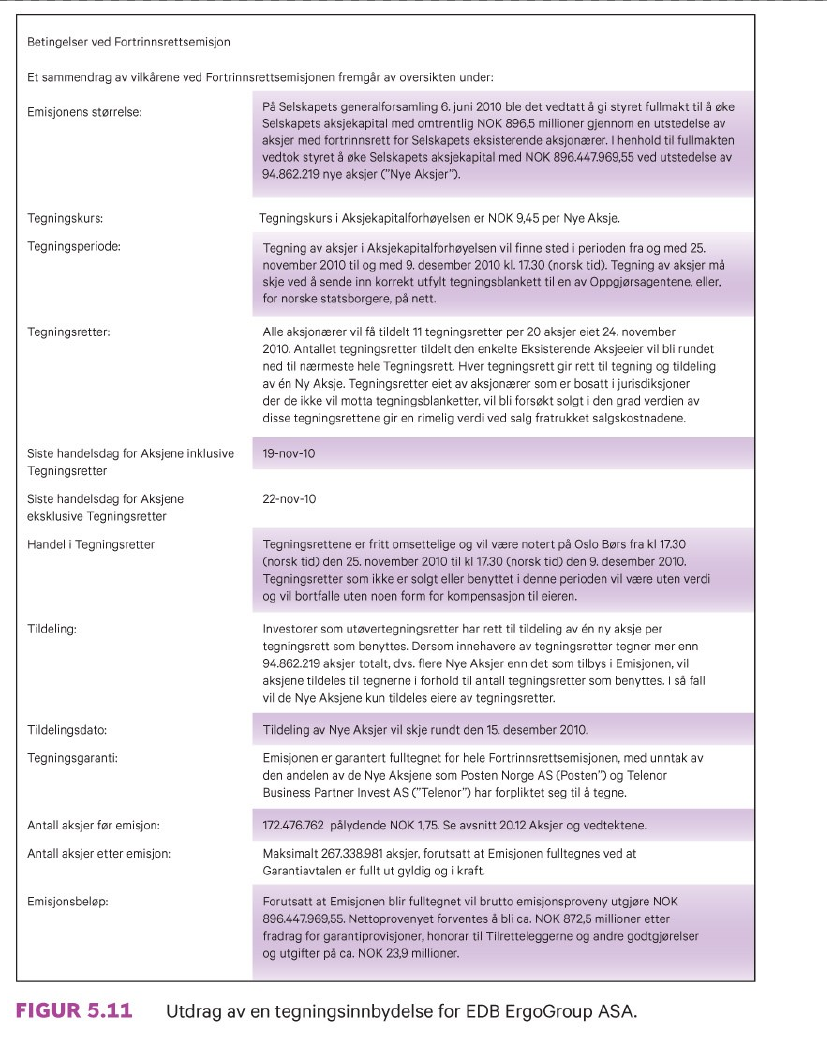 Betingelser ved Fortrinnsrettsemisjon
Et sammendrag av vilkårene ved Fortrinnsrettsemisjonen fremgår av oversikten under:
Emisjonens størrelse:
På Selskapets generalforsamling 6. juni 2010 ble det vedtatt å gi styret fullmakt til å øke
Selskapets aksjekapital med omtrentlig NOK 896,5 millioner gjennom en utstedelse av
aksjer med fortrinnsrett for Selskapets eksisterende aksjonærer. I henhold til fullmakten
vedtok styret å øke Selskapets aksjekapital med NOK 896.447.969,55 ved utstedelse av
94.862.219 nye aksjer ("Nye Aksjer").
Tegningskurs:
Tegningskurs i Aksjekapitalforhøyelsen er NOK 9,45 per Nye Aksje.
Tegningsperiode:
Tegning av aksjer i Aksjekapitalforhøyelsen vil finne sted i perioden fra og med 25.
november 2010 til og med 9. desember 2010 kl. 17.30 (norsk tid). Tegning av aksjer må
skje ved å sende inn korrekt utfylt tegningsblankett til en av Oppgjørsagentene. eller,
for norske statsborgere, på nett.
Tegningsretter:
Alle aksjonærer vil få tildelt 11 tegningsretter per 20 aksjer eiet 24. november
2010. Antallet tegningsretter tildelt den enkelte Eksisterende Aksjeeier vil bli rundet
ned til nærmeste hele Tegningsrett. Hver tegningsrett gir rett til tegning og tildeling
av én Ny Aksje. Tegningsretter eiet av aksjonærer som er bosatt i jurisdiksjoner
der de ikke vil motta tegningsblanketter, vil bli forsøkt solgt i den grad verdien av
disse tegningsrettene gir en rimelig verdi ved salg fratrukket salgskostnadene.
Siste handelsdag for Aksjene inklusive
Tegningsretter
19-nov-10
Siste handelsdag for Aksjene
eksklusive Tegningsretter
22-nov-10
Handel i Tegningsretter
Tegningsrettene er fritt omsettelige og vil være notert på Oslo Børs fra kl 17.30
(norsk tid) den 25. november 2010 til kl 17.30 (norsk tid) den 9. desember 2010.
Tegningsretter som ikke er solgt eller benyttet i denne perioden vil være uten verdi
og vil bortfalle uten noen form for kompensasjon til eieren.
Tildeling:
Investorer som utøvertegningsretter har rett til tildeling av én ny aksje per
tegningsrett som benyttes. Dersom innehavere av tegningsretter tegner mer enn
94.862.219 aksjer totalt, dvs. flere Nye Aksjer enn det som tilbys i Emisjonen, vil
aksjene tildeles til tegnerne i forhold til antall tegningsretter som benyttes. I så fall
vil de Nye Aksjene kun tildeles eiere av tegningsretter.
Tildelingsdato:
Tildeling av Nye Aksjer vil skje rundt den 15. desember 2010.
Tegningsgaranti:
Emisjonen er garantert fulltegnet for hele Fortrinnsrettsemisjonen, med unntak av
den andelen av de Nye Aksjene som Posten Norge AS (Posten") og Telenor
Business Partner Invest AS ("Telenor") har forpliktet seg til å tegne.
Antall aksjer før emisjon:
172.476.762 pålydende NOK 1,75. Se avsnitt 20.12 Aksjer og vedtektene.
Antall aksjer etter emisjon:
Maksimalt 267.338.981 aksjer, forutsatt at Emisjonen fulltegnes ved at
Garantiavtalen er fullt ut gyldig og i kraft.
Emisjonsbeløp:
Forutsatt at Emisjonen blir fulltegnet vil brutto emisjonsproveny utgjøre NOK
896.447.969,55. Nettoprovenyet forventes å bli ca. NOK 872,5 millioner etter
fradrag for garantiprovisjoner, honorar til Tilretteleggerne og andre godtgjørelser
og utgifter på ca. NOK 23,9 millioner.
FIGUR 5.11 Utdrag av en tegningsinnbydelse for EDB ErgoGroup ASA.